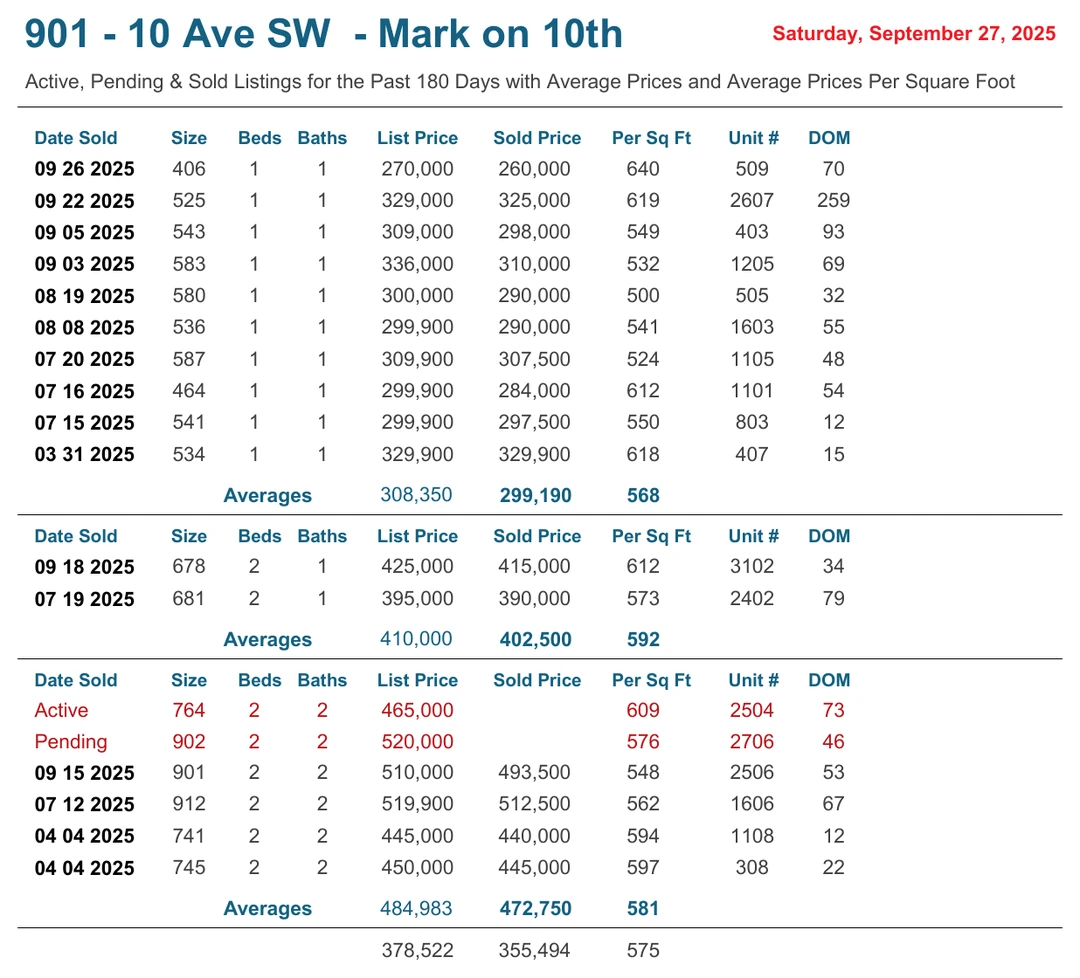 901 - 10 Ave SW - Mark on 10th Saturday, September 27, 2025
Active, Pending & Sold Listings for the Past 180 Days with Average Prices and Average Prices Per Square Foot
Date Sold Size Beds Baths List Price Sold Price Per Sq Ft Unit # DOM
09 26 2025 406 1 1 270,000 260,000 640 509 70
09 22 2025 525 1 1 329,000 325,000 619 2607 259
09 05 2025 543 1 1 309,000 298,000 549 403 93
09 03 2025 583 1 1 336,000 310,000 532 1205 69
08 19 2025 580 1 1 300,000 290,000 500 505 32
08 08 2025 536 1 1 299,900 290,000 541 1603 55
07 20 2025 587 1 1 309,900 307,500 524 1105 48
07 16 2025 464 1 1 299,900 284,000 612 1101 54
07 15 2025 541 1 1 299,900 297,500 550 803 12
03 31 2025 534 1 1 329,900 329,900 618 407 15
Averages 308,350 299,190 568
Date Sold Size Beds Baths List Price Sold Price Per Sq Ft Unit # DOM
09 18 2025 678 2 1 425,000 415,000 612 3102 34
07 19 2025 681 2 1 395,000 390,000 573 2402 79
Averages 410,000 402,500 592
Date Sold Size Beds Baths List Price Sold Price Per Sq Ft Unit # DOM
Active 764 2 2 465,000 609 2504 73
Pending 902 2 2 520,000 576 2706 46
09 15 2025 901 2 2 510,000 493,500 548 2506 53
07 12 2025 912 2 2 519,900 512,500 562 1606 67
04 04 2025 741 2 2 445,000 440,000 594 1108 12
04 04 2025 745 2 2 450,000 445,000 597 308 22
Averages 484,983 472,750 581
378,522 355,494 575